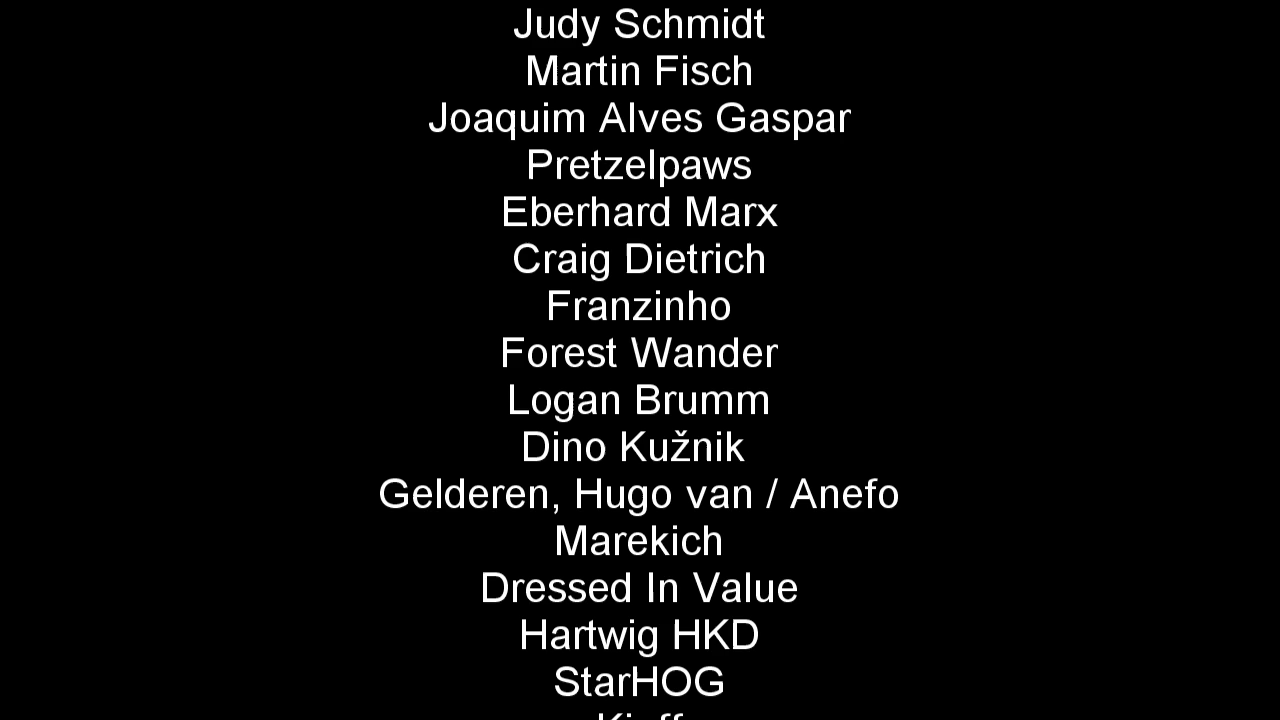 Judy Schmidt
Martin Fisch
Joaquim Alves Gaspar
Pretzelpaws
Eberhard Marx
Craig Dietrich
Franzinho
Forest Wander
Logan Brumm
Dino Kužnik
Gelderen, Hugo van / Anefo
Marekich
Dressed In Value
Hartwig HKD
StarHOG